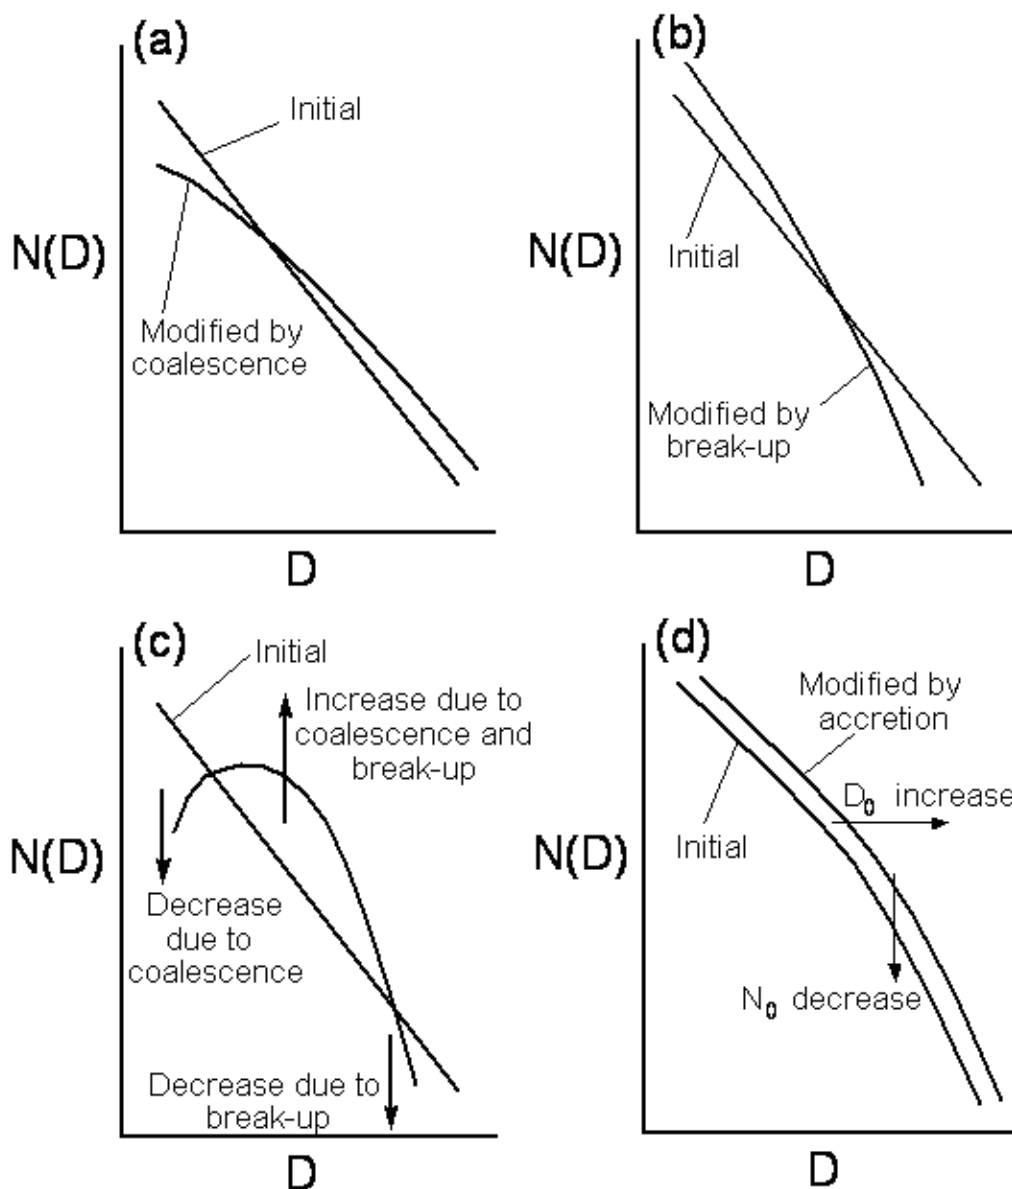 (a)
Initial
N(D)
Modified by
coalescence
D
(b)
N(D)
Initial
Modified by
break-up
D
(c)
Initial
Increase due to
coalescence and
break-up
N(D)
Decrease
due to
coalescence
Decrease due to
break-up
D
(d)
Modified by
accretion
D₀ increase
N(D)
Initial
N₀ decrease
D